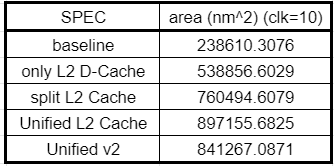 SPEC area (nm^2) (clk=10)
baseline 238610.3076
only L2 D-Cache 538856.6029
split L2 Cache 760494.6079
Unified L2 Cache 897155.6825
Unified v2 841267.0871